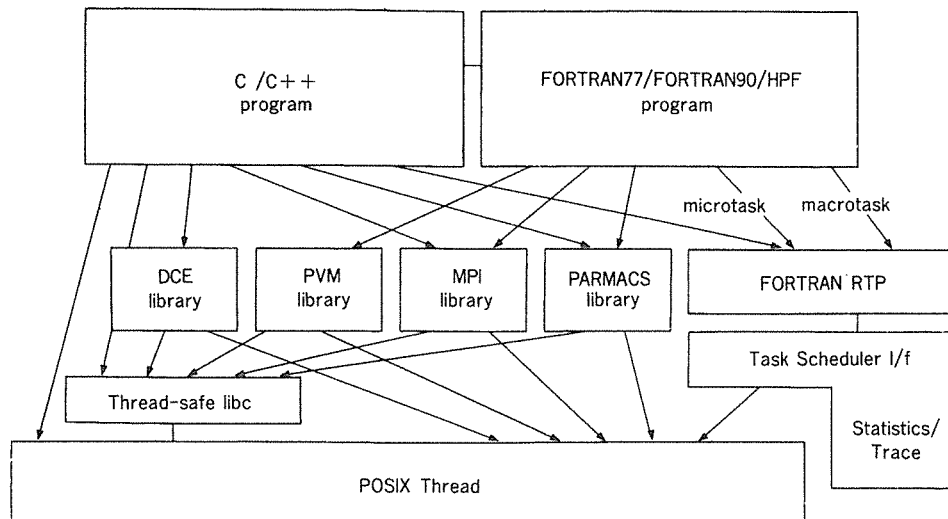 C /C++
program
FORTRAN77/FORTRAN90/HPF
program
microtask
macrotask
DCE
library
PVM
library
MPI
library
PARMACS
library
FORTRAN RTP
Task Scheduler I/f
Thread-safe libc
Statistics/
Trace
POSIX Thread